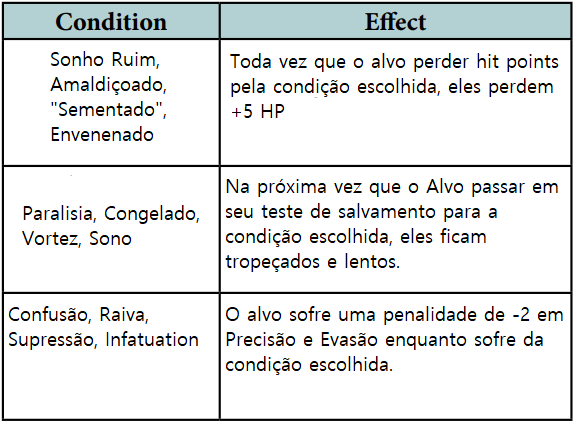 Condition
Effect
Sonho Ruim,
Amaldiçoado,
"Sementado",
Envenenado
Toda vez que o alvo perder hit points
pela condição escolhida, eles perdem
+5 HP
Paralisia, Congelado,
Vortez, Sono
Na próxima vez que o Alvo passar em
seu teste de salvamento para a
condição escolhida, eles ficam
tropeçados e lentos.
Confusão, Raiva,
Supressão, Infatuation
O alvo sofre uma penalidade de -2 em
Precisão e Evasão enquanto sofre da
condição escolhida.